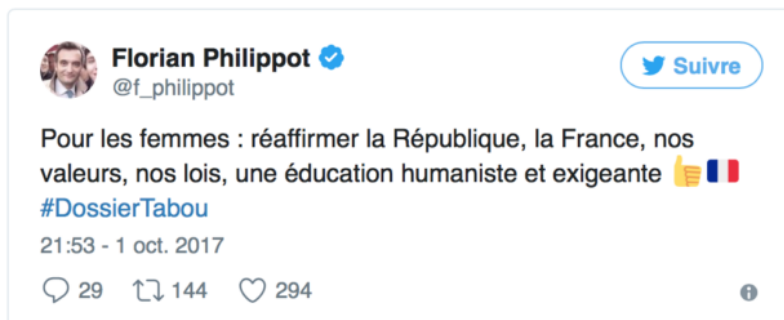 Florian Philippot
@f_philippot
Suivre
Pour les femmes : réaffirmer la République, la France, nos
valeurs, nos lois, une éducation humaniste et exigeante 👍🇫🇷
#DossierTabou
21:53 - 1 oct. 2017
29 144 294